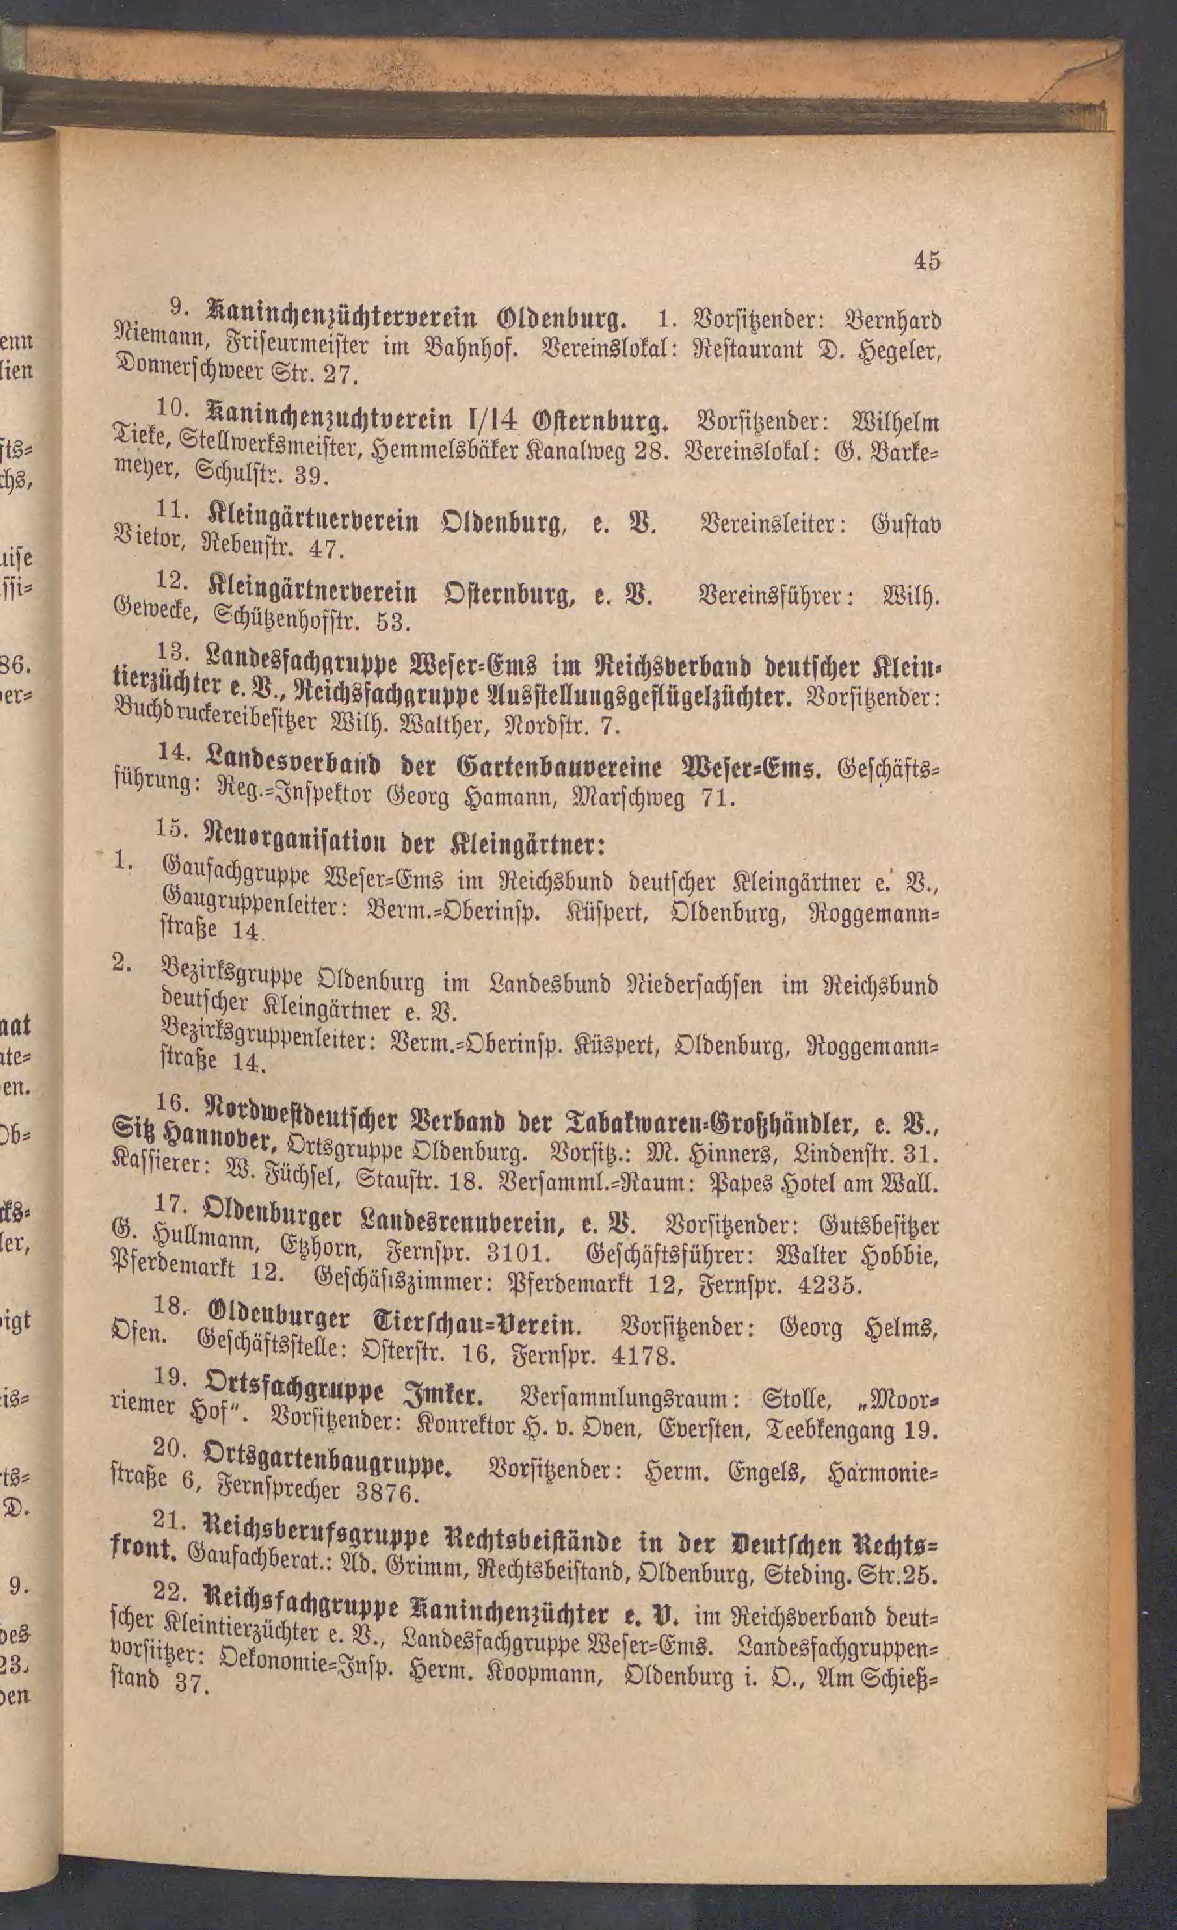 45
9. Kaninchenzüchterverein Oldenburg. 1. Vorsitzender: Bernhard
Niemann, Friseurmeister im Bahnhof. Vereinslokal: Restaurant D. Hegeler,
Donnerschweer Str. 27.
10. Kaninchenzuchtverein I/14 Osternburg. Vorsitzender: Wilhelm
Tieke, Stellwerksmeister, Hemmelsbäker Kanalweg 28. Vereinslokal: G. Barke-
meyer, Schulstr. 39.
11. Kleingärtnerverein Oldenburg, e. V. Vereinsleiter: Gustav
Vietor, Rebenstr. 47.
12. Kleingärtnerverein Osternburg, e. V. Vereinsführer: Wilh.
Gewecke, Schützenhofstr. 53.
13. Landesfachgruppe Weser-Ems im Reichsverband deutscher Klein-
tierzüchter e. V., Reichsfachgruppe Ausstellungsgeflügelzüchter. Vorsitzender:
Buchdruckereibesitzer Wilh. Walther, Nordstr. 7.
14. Landesverband der Gartenbauvereine Weser-Ems. Geschäfts-
führung: Reg.-Inspektor Georg Hamann, Marschweg 71.
15. Neuorganisation der Kleingärtner:
1. Gaufachgruppe Weser-Ems im Reichsbund deutscher Kleingärtner e. V.,
Gaugruppenleiter: Verm.-Oberinsp. Küspert, Oldenburg, Roggemann-
straße 14.
2. Bezirksgruppe Oldenburg im Landesbund Niedersachsen im Reichsbund
deutscher Kleingärtner e. V.
Bezirksgruppenleiter: Verm.-Oberinsp. Küspert, Oldenburg, Roggemann-
straße 14.
16. Nordwestdeutscher Verband der Tabakwaren-Großhändler, e. V.,
Sitz Hannover, Ortsgruppe Oldenburg. Vorsitz.: M. Hinners, Lindenstr. 31.
Kassierer: W. Füchsel, Staustr. 18. Versamml.-Raum: Papes Hotel am Wall.
17. Oldenburger Landesrennverein, e. V. Vorsitzender: Gutsbesitzer
G. Hullmann, Etzhorn, Fernspr. 3101. Geschäftsführer: Walter Hobbie,
Pferdemarkt 12. Geschäftszimmer: Pferdemarkt 12, Fernspr. 4235.
18. Oldenburger Tierschau-Verein. Vorsitzender: Georg Helms,
Ofen. Geschäftsstelle: Osterstr. 16, Fernspr. 4178.
19. Ortsfachgruppe Imker. Versammlungsraum: Stolle, „Moor-
riemer Hof“. Vorsitzender: Konrektor H. v. Oven, Eversten, Teebkengang 19.
20. Ortsgartenbaugruppe. Vorsitzender: Herm. Engels, Harmonie-
straße 6, Fernsprecher 3876.
21. Reichsberufsgruppe Rechtsbeistände in der Deutschen Rechts-
front. Gaufachberat.: Ad. Grimm, Rechtsbeistand, Oldenburg, Steding. Str. 25.
22. Reichsfachgruppe Kaninchenzüchter e. V. im Reichsverband deut-
scher Kleintierzüchter e. V., Landesfachgruppe Weser-Ems. Landesfachgruppen-
vorsitzer: Oekonomie-Insp. Herm. Koopmann, Oldenburg i. O., Am Schieß-
stand 37.